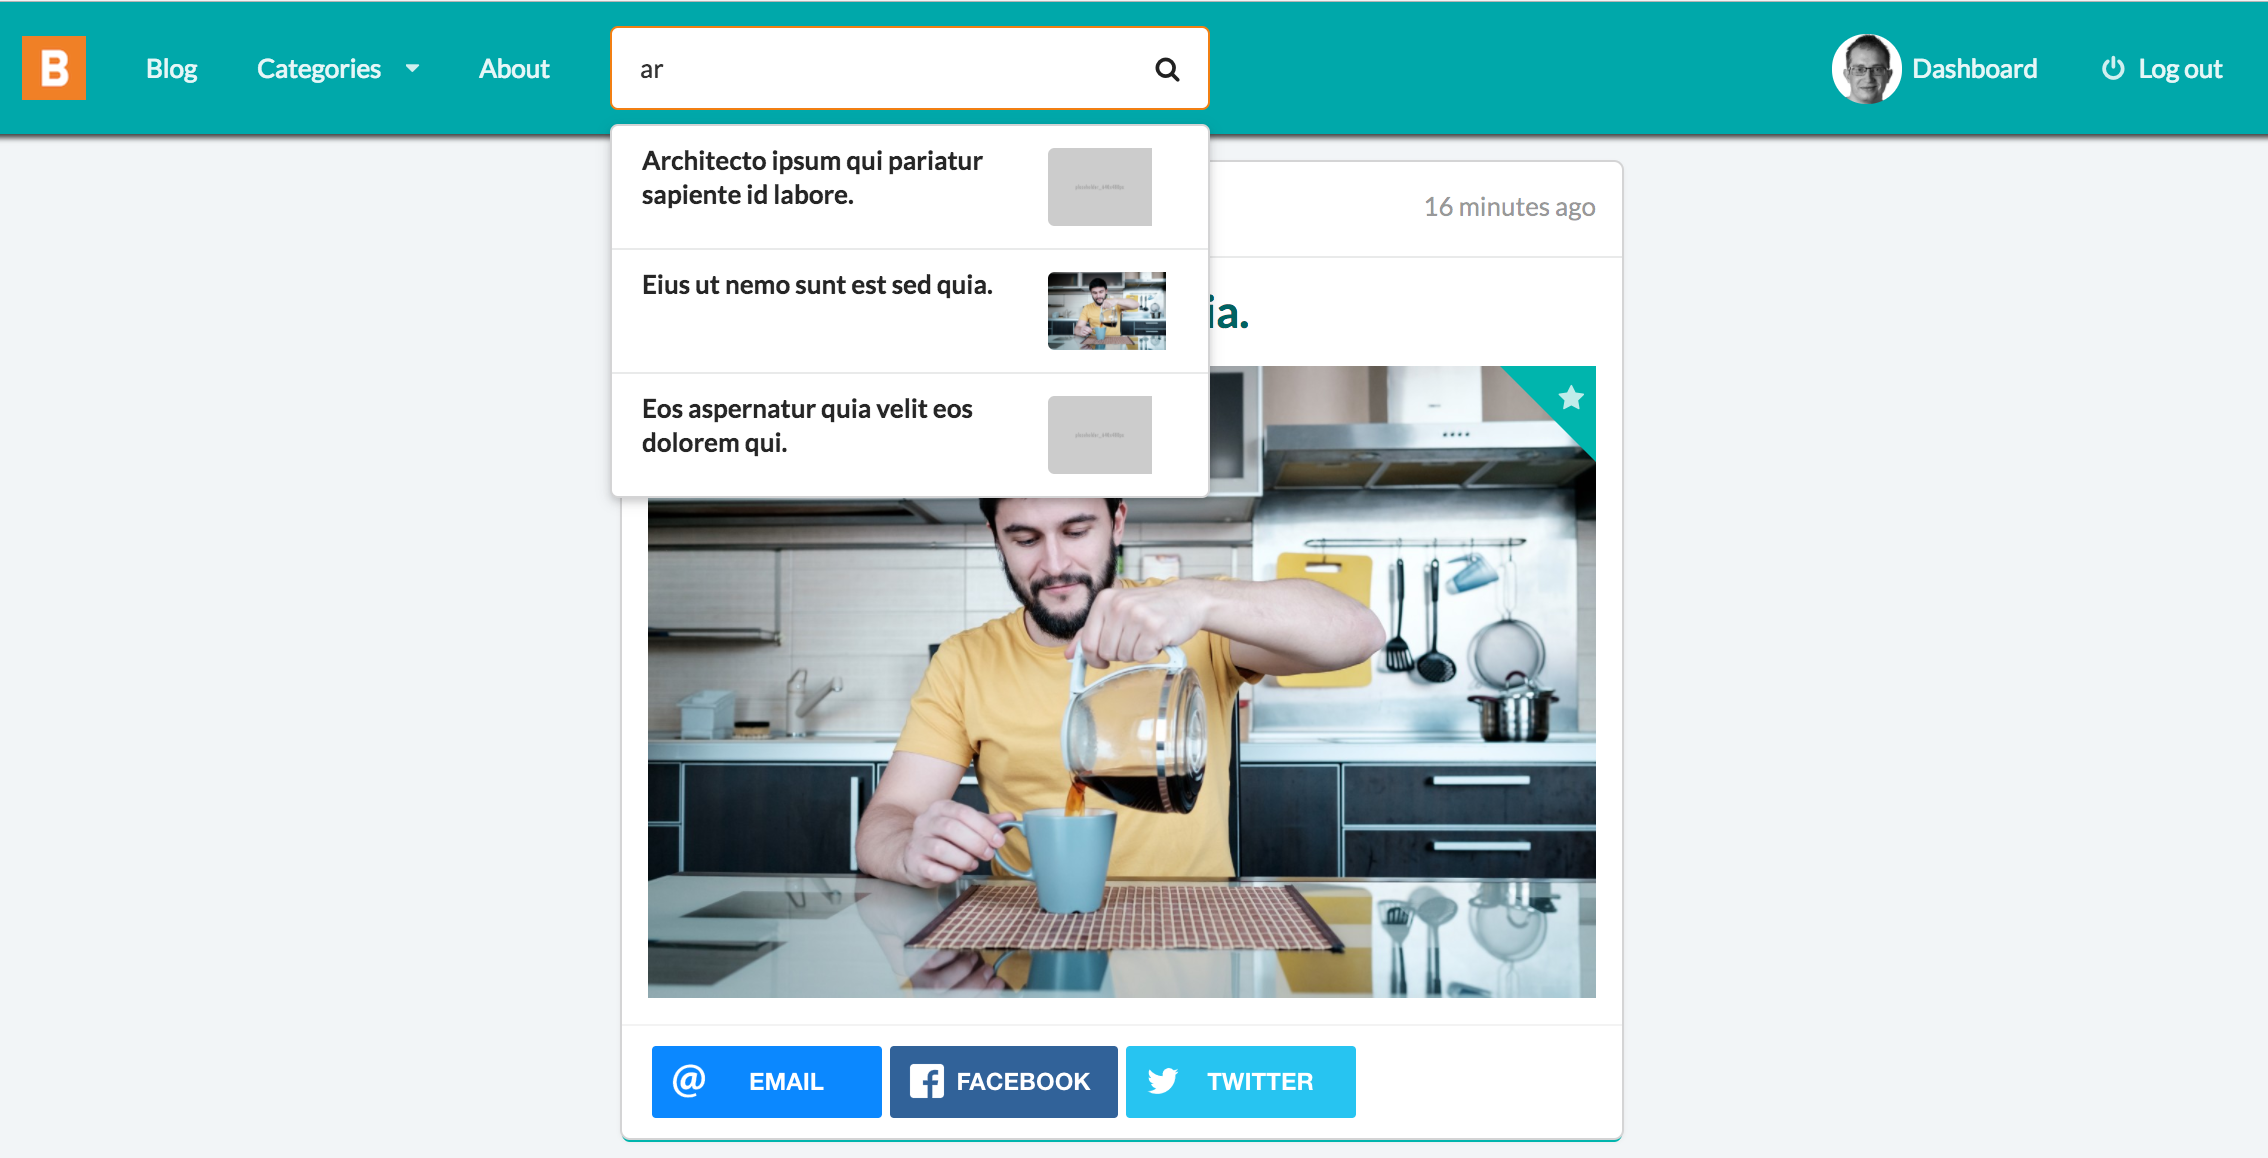 B
Blog
Categories
About
ar
Dashboard
Log out
Architecto ipsum qui pariatur
sapiente id labore.
Eius ut nemo sunt est sed quia.
Eos aspernatur quia velit eos
dolorem qui.
16 minutes ago
ia.
@ EMAIL
FACEBOOK
TWITTER